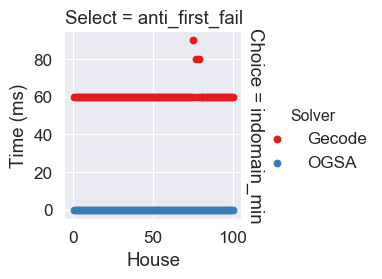 Select = anti_first_fail
Choice = indomain_min
Time (ms)
80
60
40
20
0
0
50
100
House
Solver
Gecode
OGSA